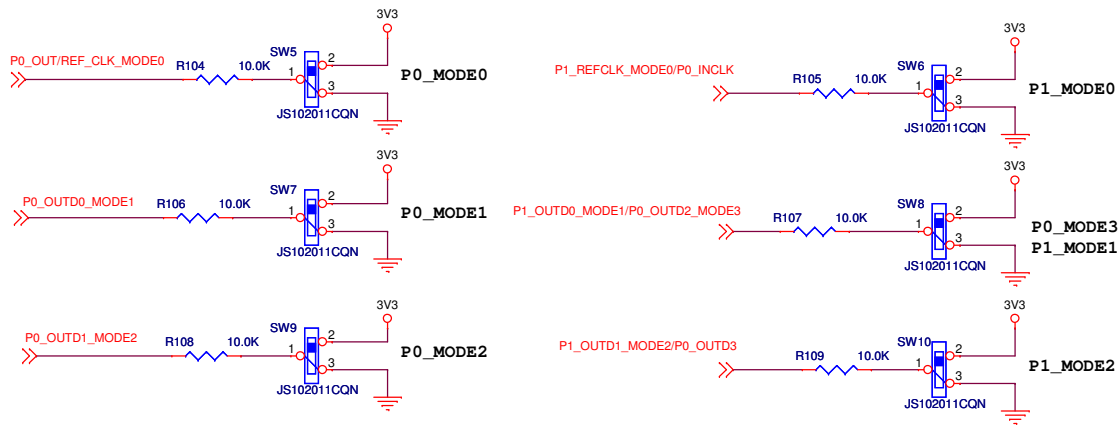 3V3
P0_OUT/REF_CLK_MODE0
R104 10.0K
SW5
1
2
3
JS102011CQN
P0_MODE0
3V3
P1_REFCLK_MODE0/P0_INCLK
R105 10.0K
SW6
1
2
3
JS102011CQN
P1_MODE0
3V3
P0_OUTD0_MODE1
R106 10.0K
SW7
1
2
3
JS102011CQN
P0_MODE1
3V3
P1_OUTD0_MODE1/P0_OUTD2_MODE3
R107 10.0K
SW8
1
2
3
JS102011CQN
P0_MODE3
P1_MODE1
3V3
P0_OUTD1_MODE2
R108 10.0K
SW9
1
2
3
JS102011CQN
P0_MODE2
3V3
P1_OUTD1_MODE2/P0_OUTD3
R109 10.0K
SW10
1
2
3
JS102011CQN
P1_MODE2